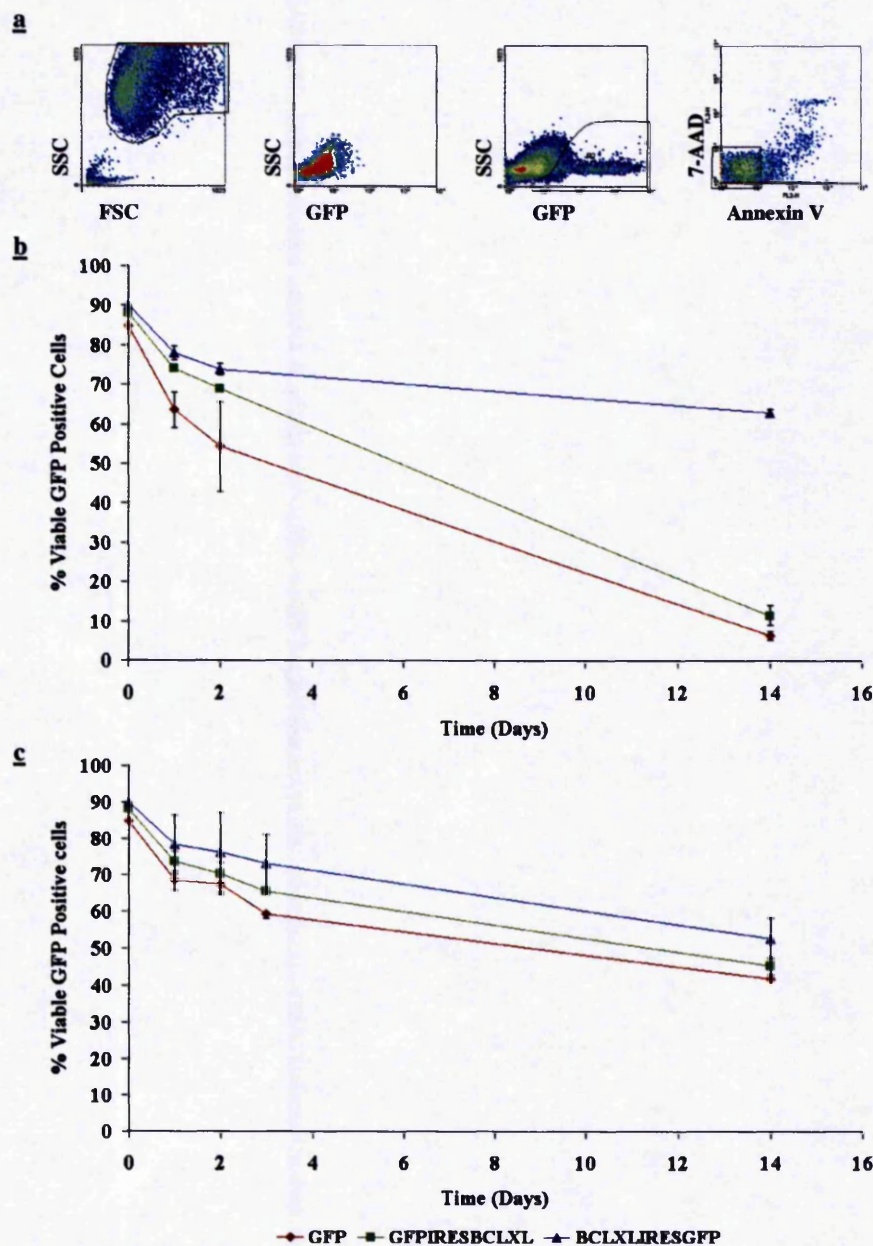 a
SSC
FSC
SSC
GFP
SSC
GFP
7-AAD
Annexin V
b
% Viable GFP Positive Cells
100
90
80
70
60
50
40
30
20
10
0
0 2 4 6 8 10 12 14 16
Time (Days)
c
% Viable GFP Positive cells
100
90
80
70
60
50
40
30
20
10
0
0 2 4 6 8 10 12 14 16
Time (Days)
GFP GFPIRESBCLXL BCLXLIRESGFP